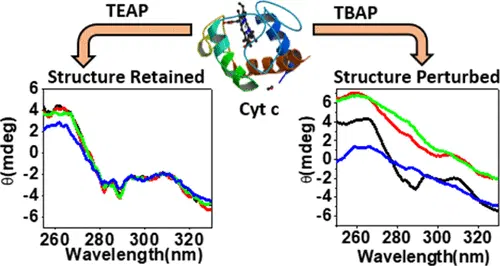 TEAP
TBAP
Structure Retained
Cyt c
Structure Perturbed
6
4
2
0
-2
-4
-6
θ(mdeg)
260 280 300 320
Wavelength(nm)
6
4
2
0
-2
-4
-6
θ(mdeg)
260 280 300 320
Wavelength(nm)